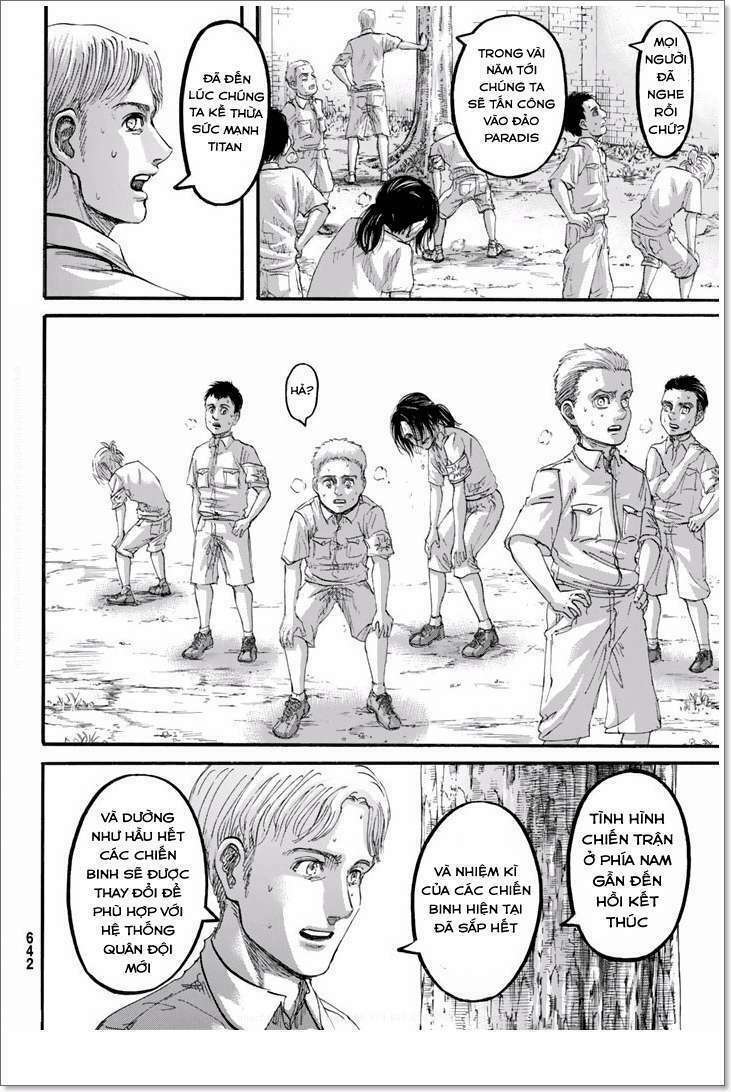 MỌI
NGƯỜI
ĐÃ
NGHE
RỒI
CHỨ?
TRONG VÀI
NĂM TỚI
CHÚNG TA
SẼ TẤN CÔNG
VÀO ĐẢO
PARADIS
ĐÃ ĐẾN
LÚC CHÚNG
TA KẾ THỪA
SỨC MẠNH
TITAN
HẢ?
TÌNH HÌNH
CHIẾN TRẬN
Ở PHÍA NAM
GẦN ĐẾN
HỒI KẾT
THÚC
VÀ NHIỆM KÌ
CỦA CÁC CHIẾN
BINH HIỆN TẠI
ĐÃ SẮP HẾT
VÀ DƯỜNG
NHƯ HẦU HẾT
CÁC CHIẾN
BINH SẼ ĐƯỢC
THAY ĐỔI ĐỂ
PHÙ HỢP VỚI
HỆ THỐNG
QUÂN ĐỘI
MỚI
642